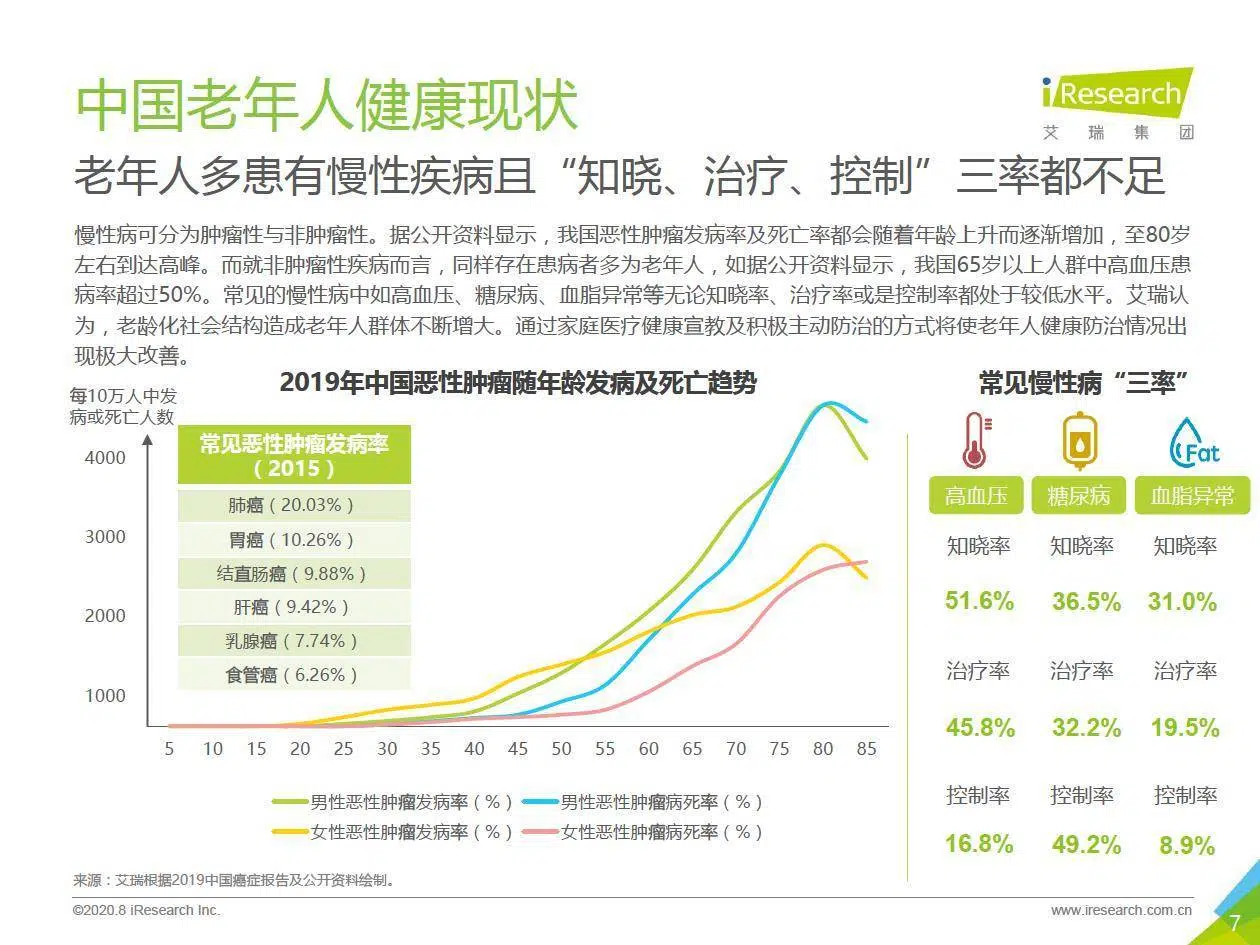 中国老年人健康现状
iResearch
艾瑞集团
老年人多患有慢性疾病且“知晓、治疗、控制”三率都不足
慢性病可分为肿瘤性与非肿瘤性。据公开资料显示，我国恶性肿瘤发病率及死亡率都会随着年龄上升而逐渐增加，至80岁
左右到达高峰。而就非肿瘤性疾病而言，同样存在患病者多为老年人，如据公开资料显示，我国65岁以上人群中高血压患
病率超过50%。常见的慢性病中如高血压、糖尿病、血脂异常等无论知晓率、治疗率或是控制率都处于较低水平。艾瑞认
为，老龄化社会结构造成老年人群体不断增大。通过家庭医疗健康宣教及积极主动防治的方式将使老年人健康防治情况出
现极大改善。
每10万人中发
病或死亡人数
2019年中国恶性肿瘤随年龄发病及死亡趋势
4000
3000
2000
1000
常见恶性肿瘤发病率
（2015）
肺癌（20.03%）
胃癌（10.26%）
结直肠癌（9.88%）
肝癌（9.42%）
乳腺癌（7.74%）
食管癌（6.26%）
5 10 15 20 25 30 35 40 45 50 55 60 65 70 75 80 85
男性恶性肿瘤发病率（%） 男性恶性肿瘤病死率（%）
女性恶性肿瘤发病率（%） 女性恶性肿瘤病死率（%）
常见慢性病“三率”
Fat
高血压 糖尿病 血脂异常
知晓率 知晓率 知晓率
51.6% 36.5% 31.0%
治疗率 治疗率 治疗率
45.8% 32.2% 19.5%
控制率 控制率 控制率
16.8% 49.2% 8.9%
来源：艾瑞根据2019中国癌症报告及公开资料绘制。
©2020.8 iResearch Inc.
www.iresearch.com.cn
7